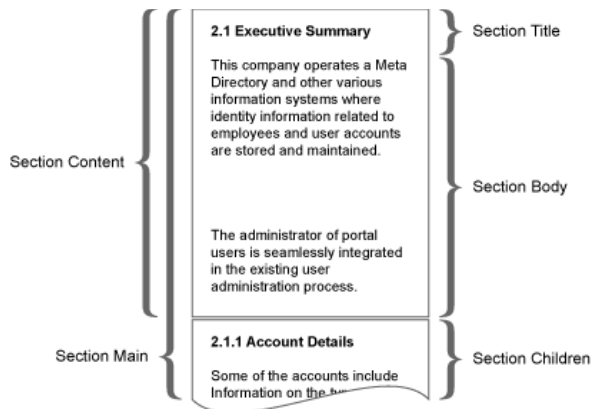 2.1 Executive Summary
Section Title
This company operates a Meta
Directory and other various
information systems where
identity information related to
employees and user accounts
are stored and maintained.
Section Content
Section Body
The administrator of portal
users is seamlessly integrated
in the existing user
administration process.
2.1.1 Account Details
Section Main
Section Children
Some of the accounts include
Information on the